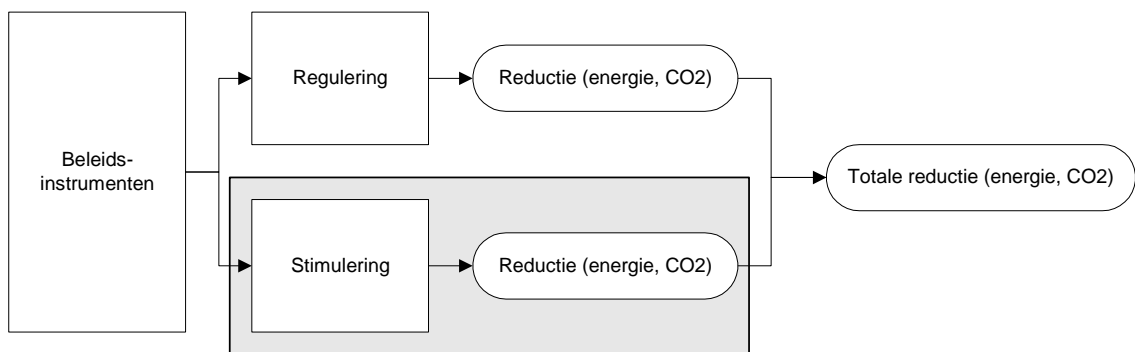 Beleids-
instrumenten
Regulering
Reductie (energie, CO2)
Stimulering
Reductie (energie, CO2)
Totale reductie (energie, CO2)